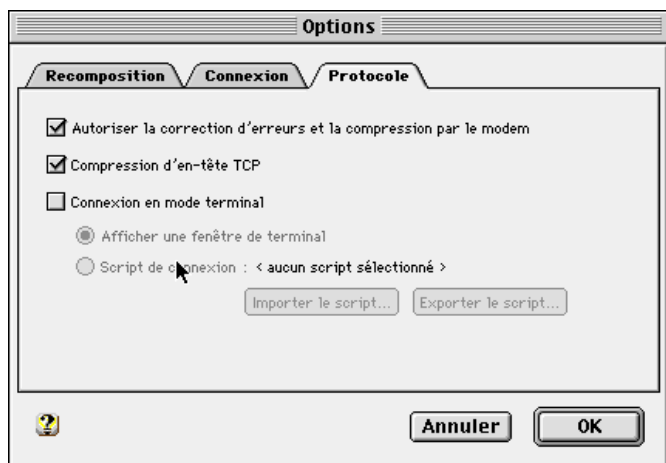 Options
Recomposition Connexion Protocole
Autoriser la correction d'erreurs et la compression par le modem
Compression d'en-tête TCP
Connexion en mode terminal
Afficher une fenêtre de terminal
Script de connexion : < aucun script sélectionné >
Importer le script... Exporter le script...
Annuler OK